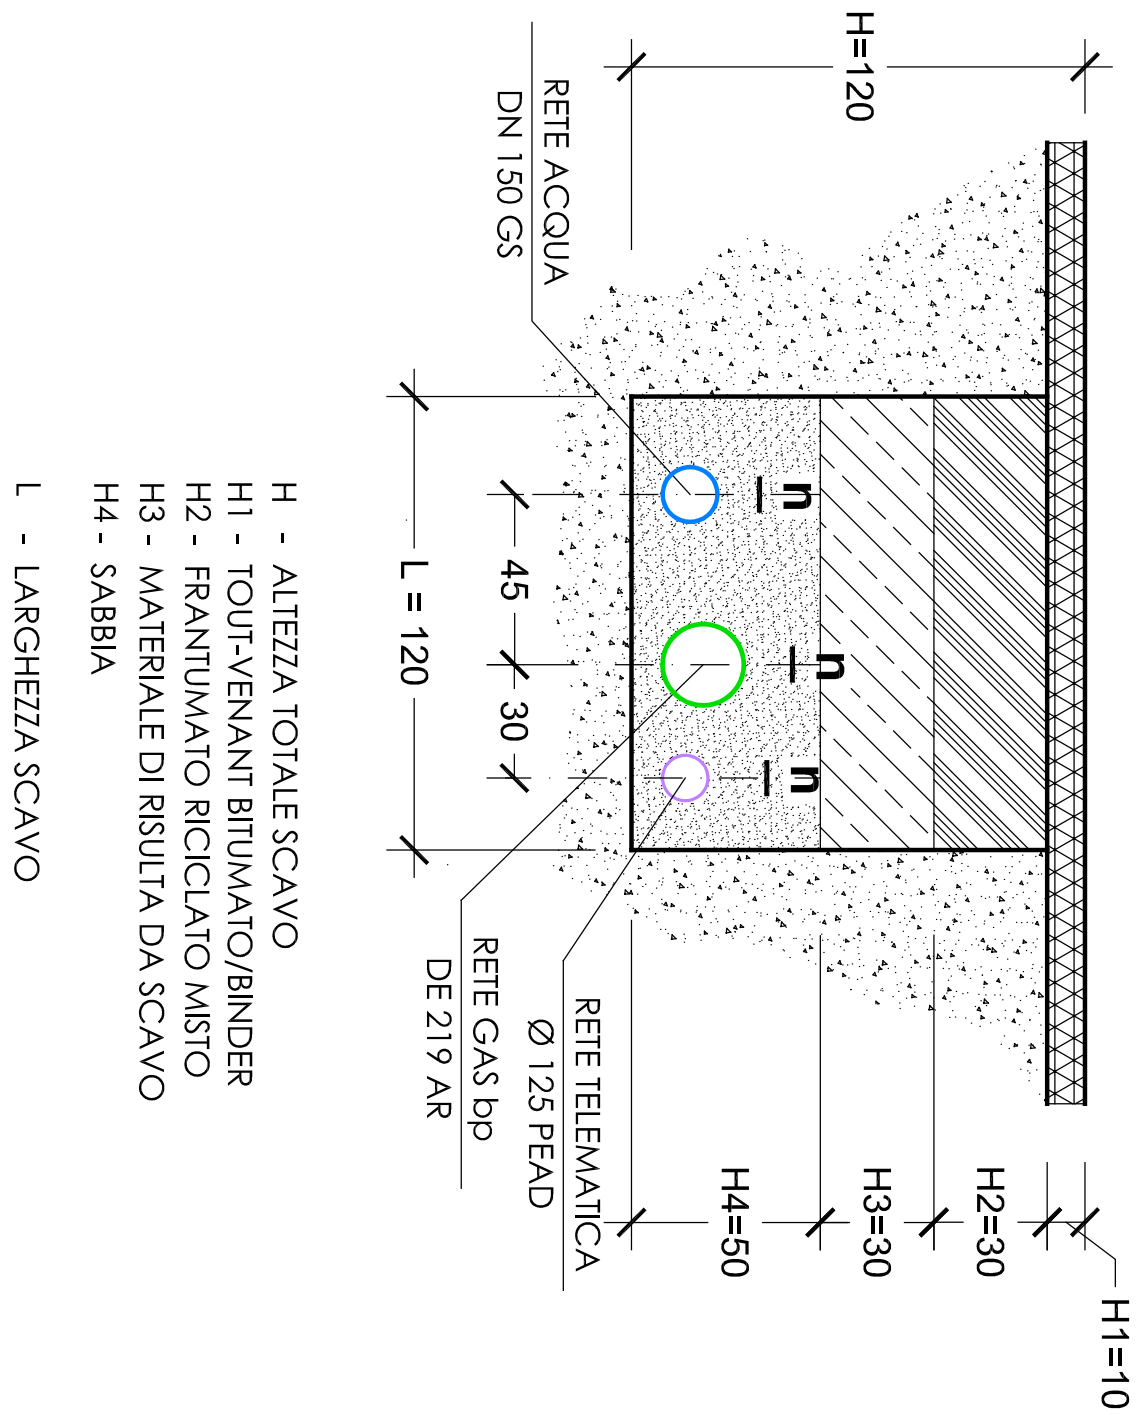 H=120
H1=10
H2=30
H3=30
H4=50
n
n
n
RETE ACQUA
DN 150 GS
45
30
L = 120
RETE TELEMATICA
Ø 125 PEAD
RETE GAS bp
DE 219 AR
H - ALTEZZA TOTALE SCAVO
H1 - TOUT-VENANT BITUMATO/BINDER
H2 - FRANTUMATO RICICLATO MISTO
H3 - MATERIALE DI RISULTA DA SCAVO
H4 - SABBIA
L - LARGHEZZA SCAVO